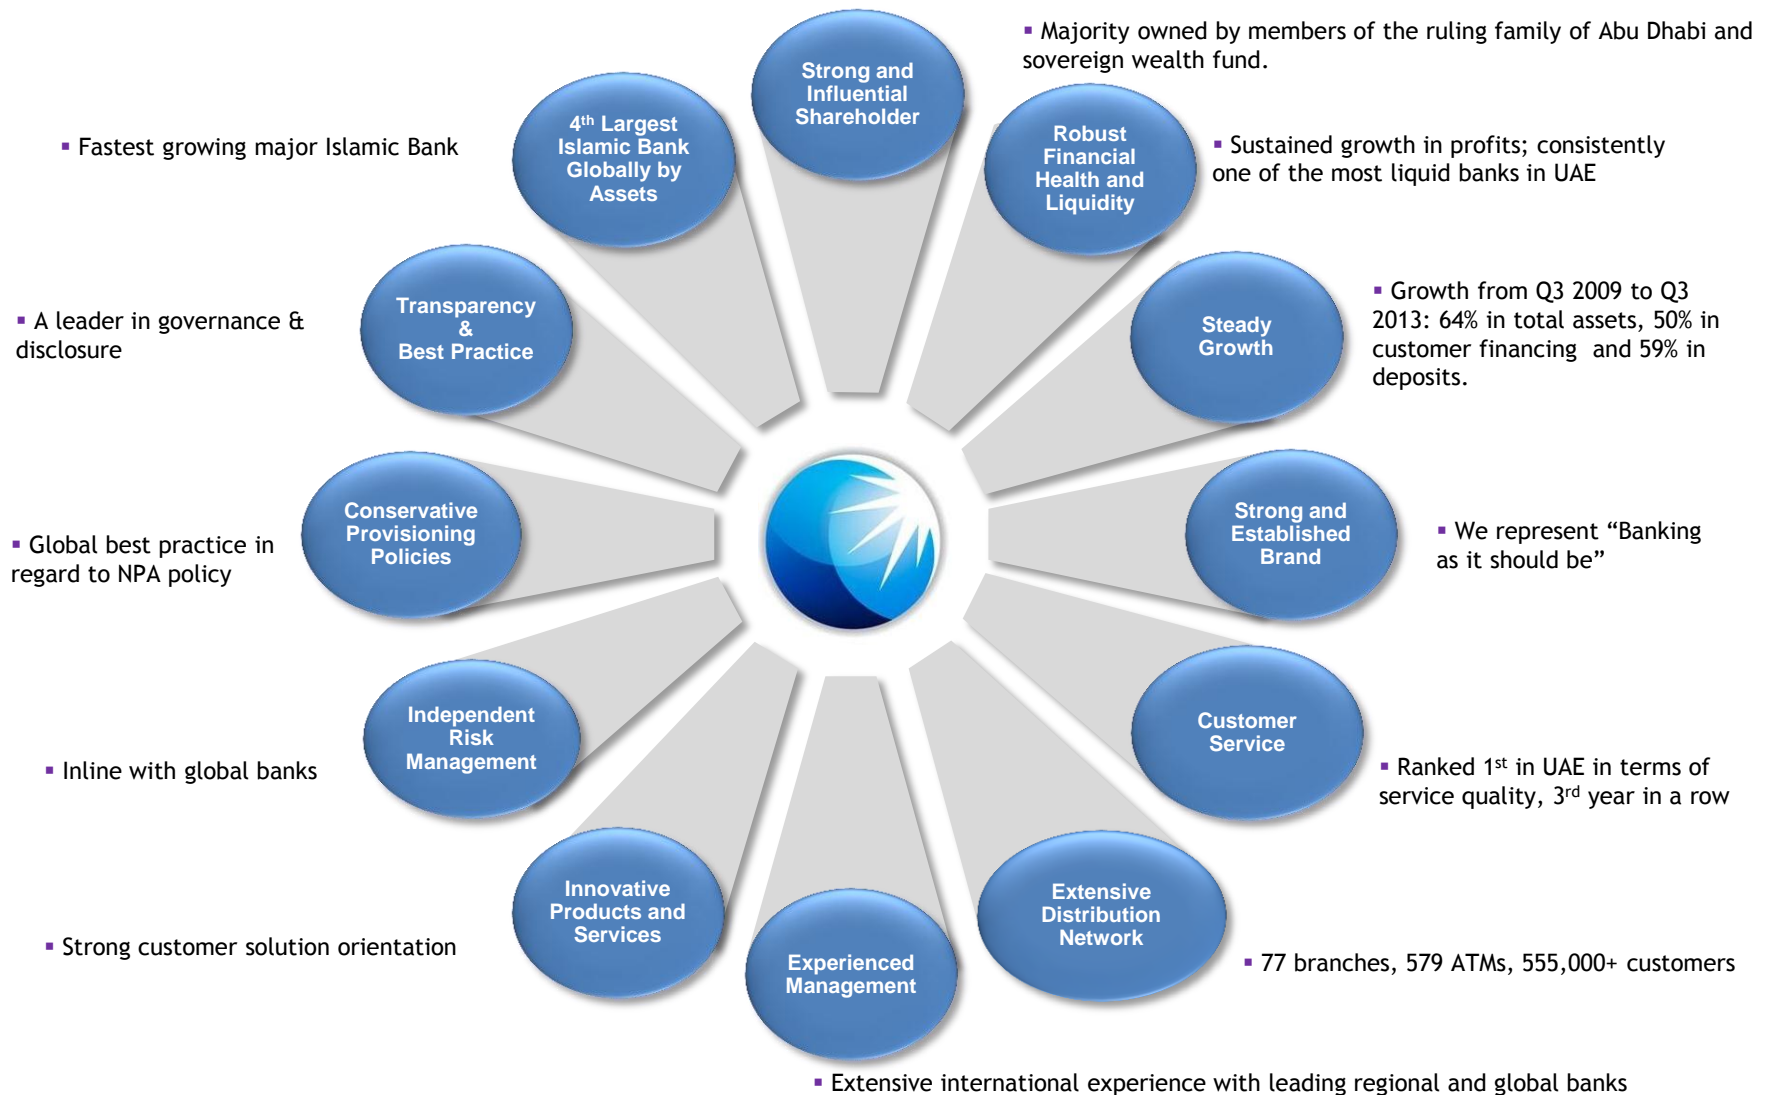 Strong and
Influential
Shareholder
▪ Majority owned by members of the ruling family of Abu Dhabi and
sovereign wealth fund.
Robust
Financial
Health and
Liquidity
▪ Sustained growth in profits; consistently
one of the most liquid banks in UAE
Steady
Growth
▪ Growth from Q3 2009 to Q3
2013: 64% in total assets, 50% in
customer financing and 59% in
deposits.
Strong and
Established
Brand
▪ We represent “Banking
as it should be”
Customer
Service
▪ Ranked 1st in UAE in terms of
service quality, 3rd year in a row
Extensive
Distribution
Network
▪ 77 branches, 579 ATMs, 555,000+ customers
Experienced
Management
▪ Extensive international experience with leading regional and global banks
Innovative
Products and
Services
▪ Strong customer solution orientation
Independent
Risk
Management
▪ Inline with global banks
Conservative
Provisioning
Policies
▪ Global best practice in
regard to NPA policy
Transparency
&
Best Practice
▪ A leader in governance &
disclosure
4th Largest
Islamic Bank
Globally by
Assets
▪ Fastest growing major Islamic Bank